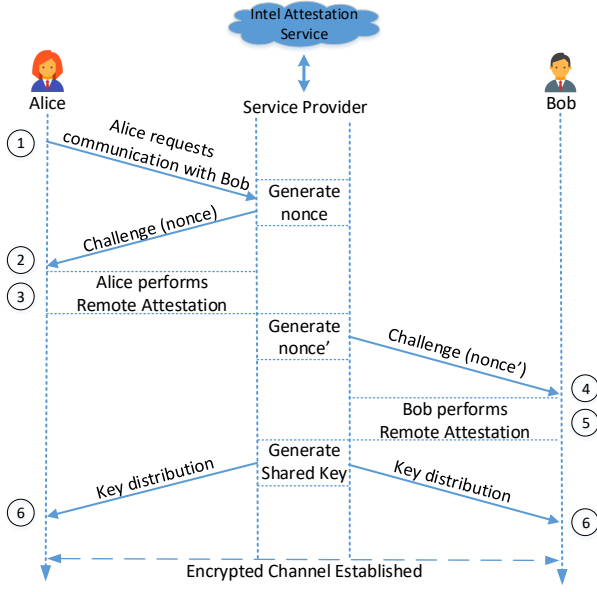 Intel Attestation
Service
Alice
Service Provider
Bob
1
Alice requests
communication with Bob
Generate
nonce
Challenge (nonce)
2
Alice performs
3
Remote Attestation
Generate
nonce’
Challenge (nonce’)
4
Bob performs
5
Remote Attestation
Generate
Shared Key
Key distribution
Key distribution
6
6
Encrypted Channel Established